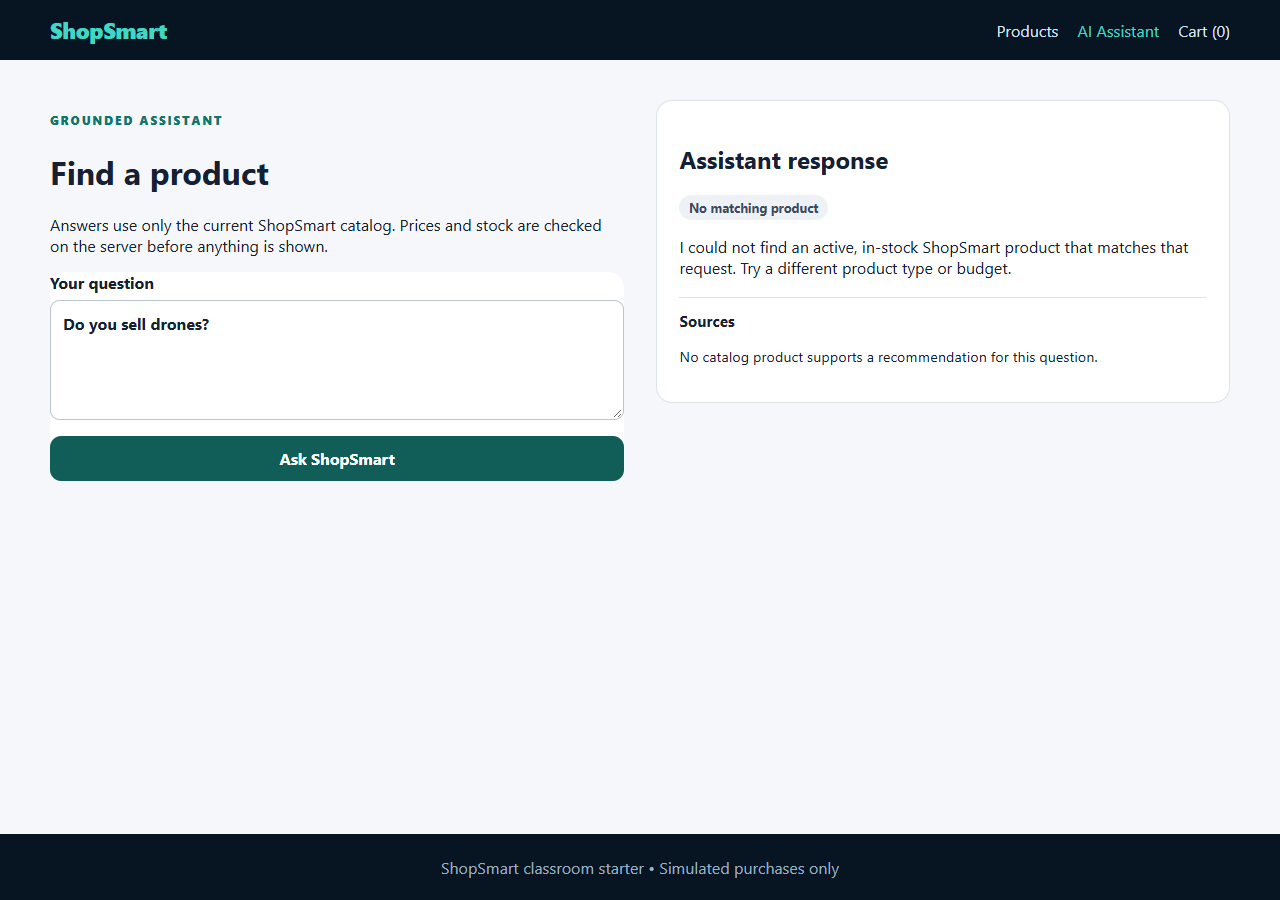 ShopSmart
Products AI Assistant Cart (0)
GROUNDED ASSISTANT
Find a product
Answers use only the current ShopSmart catalog. Prices and stock are checked
on the server before anything is shown.
Your question
Do you sell drones?
Ask ShopSmart
Assistant response
No matching product
I could not find an active, in-stock ShopSmart product that matches that
request. Try a different product type or budget.
Sources
No catalog product supports a recommendation for this question.
ShopSmart classroom starter • Simulated purchases only